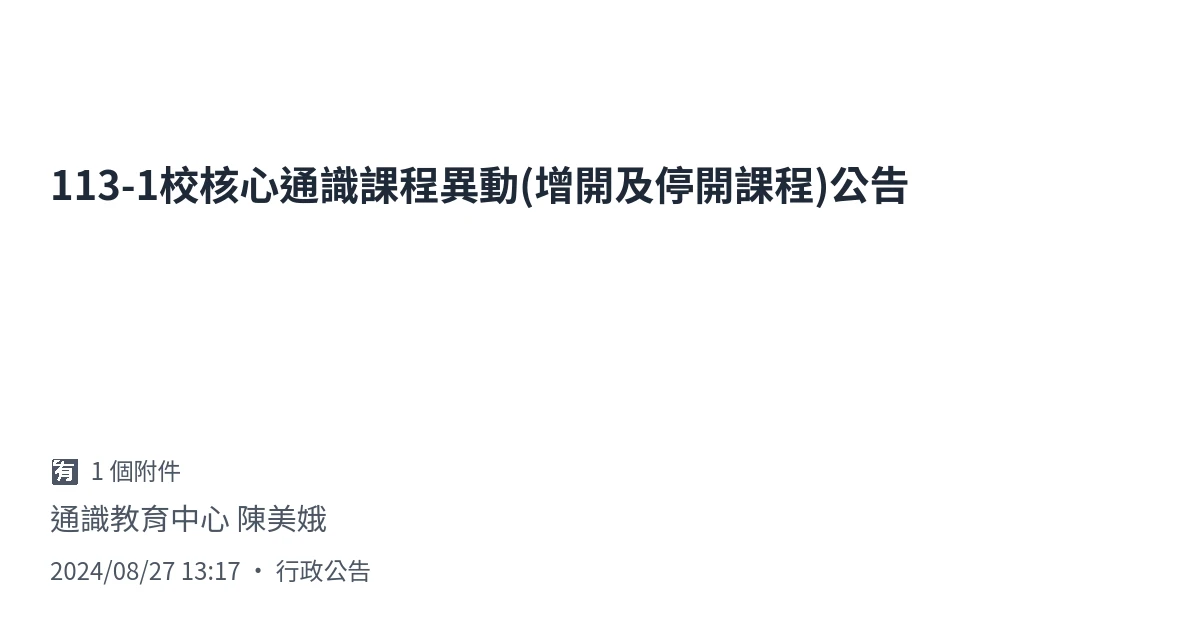 113-1校核心通識課程異動(增開及停開課程)公告
有 1 個附件
通識教育中心 陳美娥
2024/08/27 13:17 • 行政公告